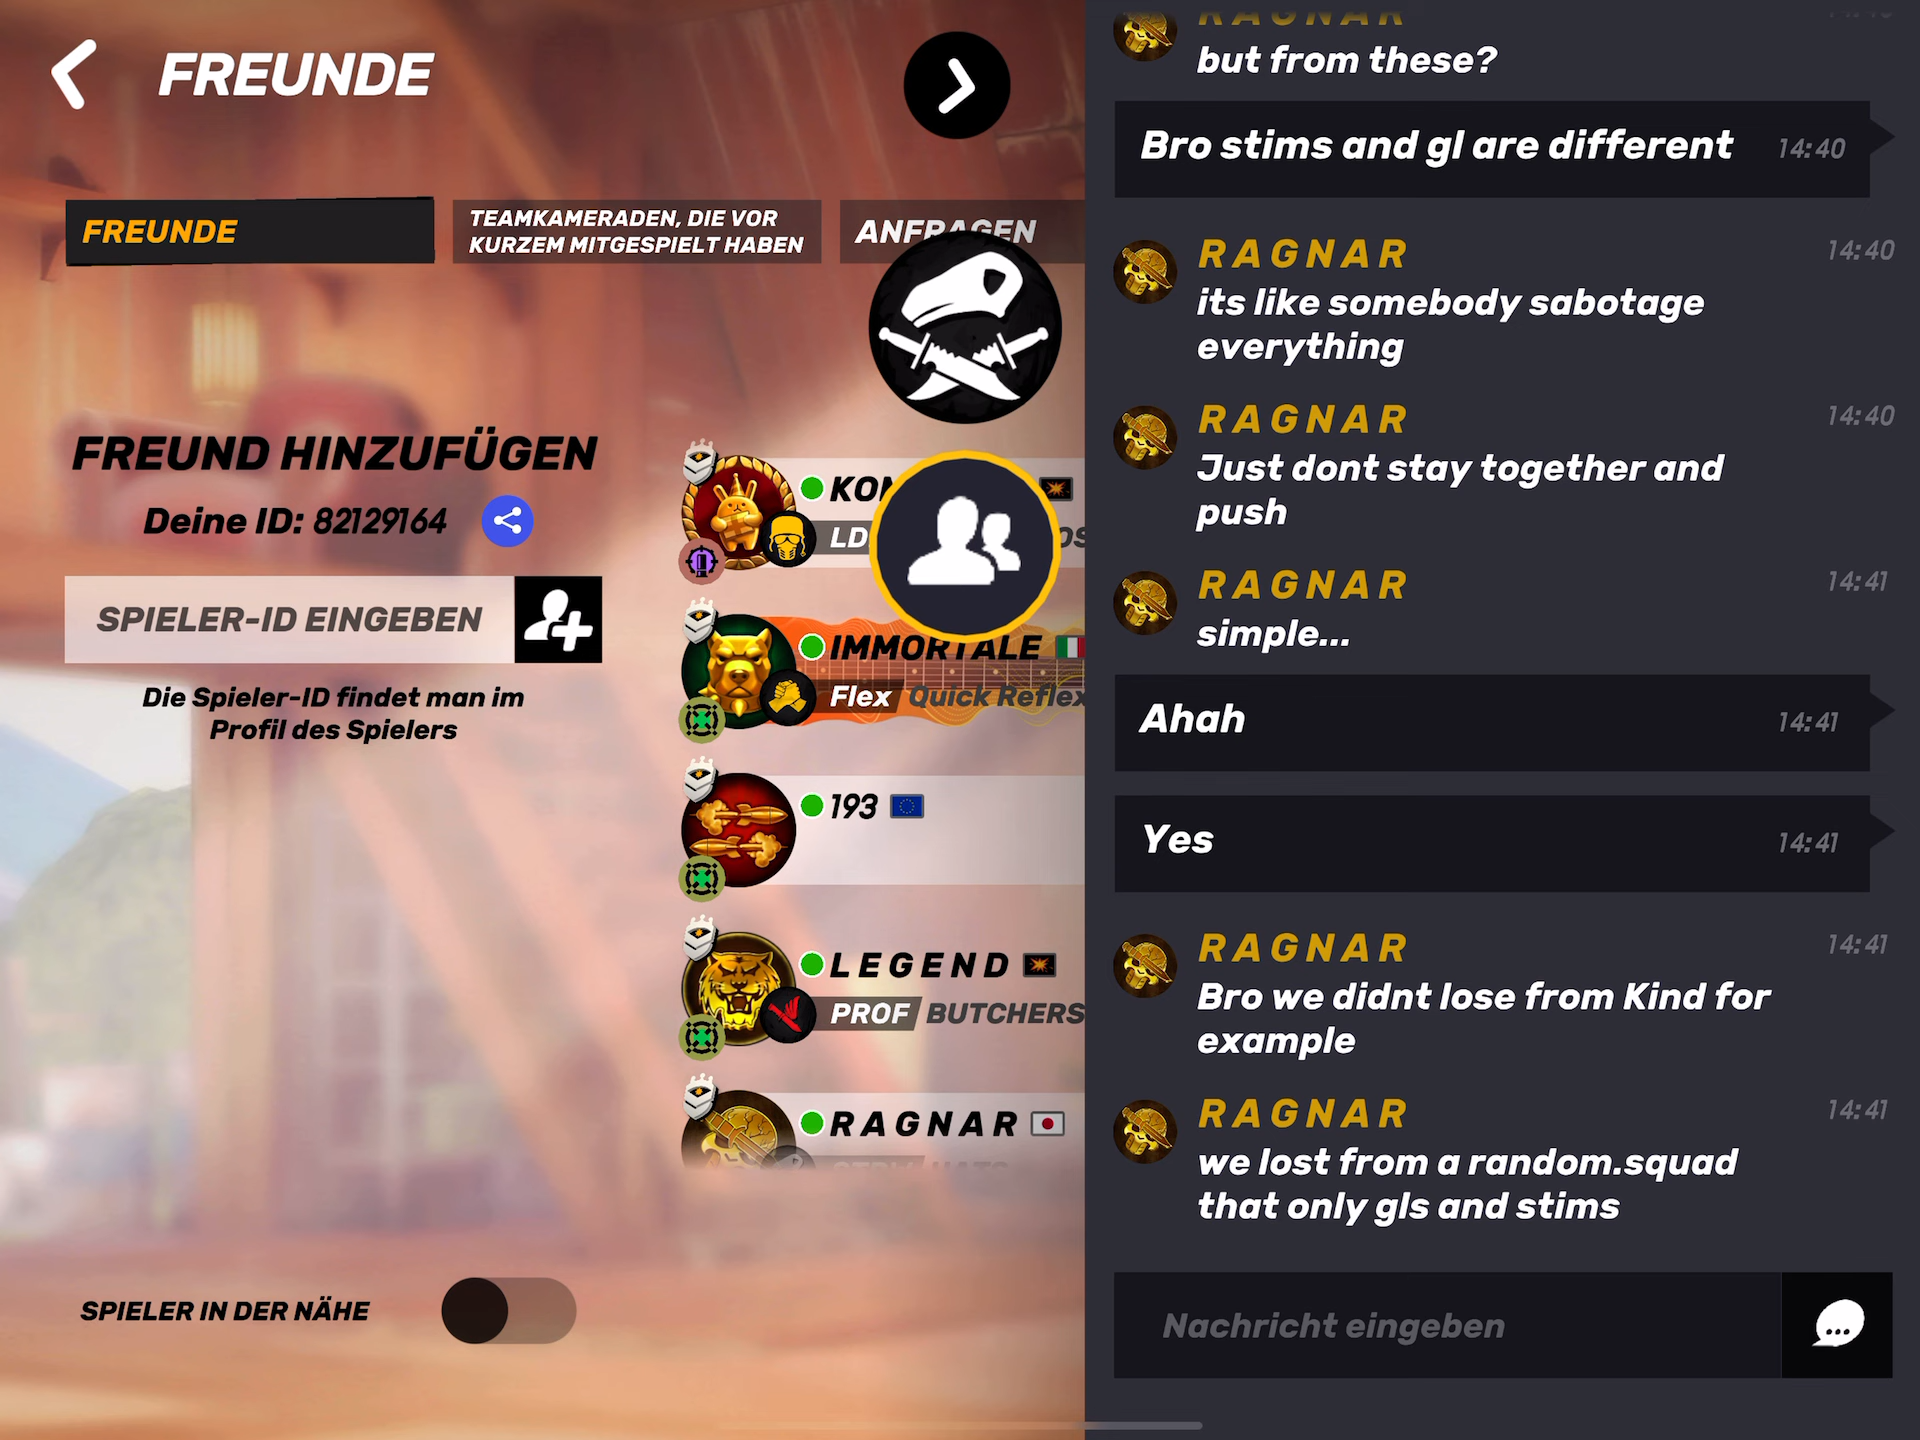 FREUNDE
FREUNDE
TEAMKAMERADEN, DIE VOR
KURZEM MITGESPIELT HABEN
ANFRAGEN
FREUND HINZUFÜGEN
Deine ID: 82129164
SPIELER-ID EINGEBEN
Die Spieler-ID findet man im
Profil des Spielers
SPIELER IN DER NÄHE
IMMORTALE
Flex Quick Reflex
193
LEGEND
PROF BUTCHERS
RAGNAR
RAGNAR
but from these?
Bro stims and gl are different 14:40
RAGNAR 14:40
its like somebody sabotage
everything
RAGNAR 14:40
Just dont stay together and
push
RAGNAR 14:41
simple...
Ahah 14:41
Yes 14:41
RAGNAR 14:41
Bro we didnt lose from Kind for
example
RAGNAR 14:41
we lost from a random.squad
that only gls and stims
Nachricht eingeben